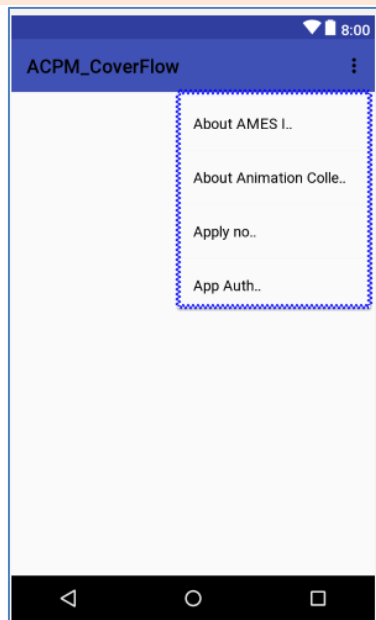 8:00
ACPM_CoverFlow
About AMES I..
About Animation Colle..
Apply no..
App Auth..